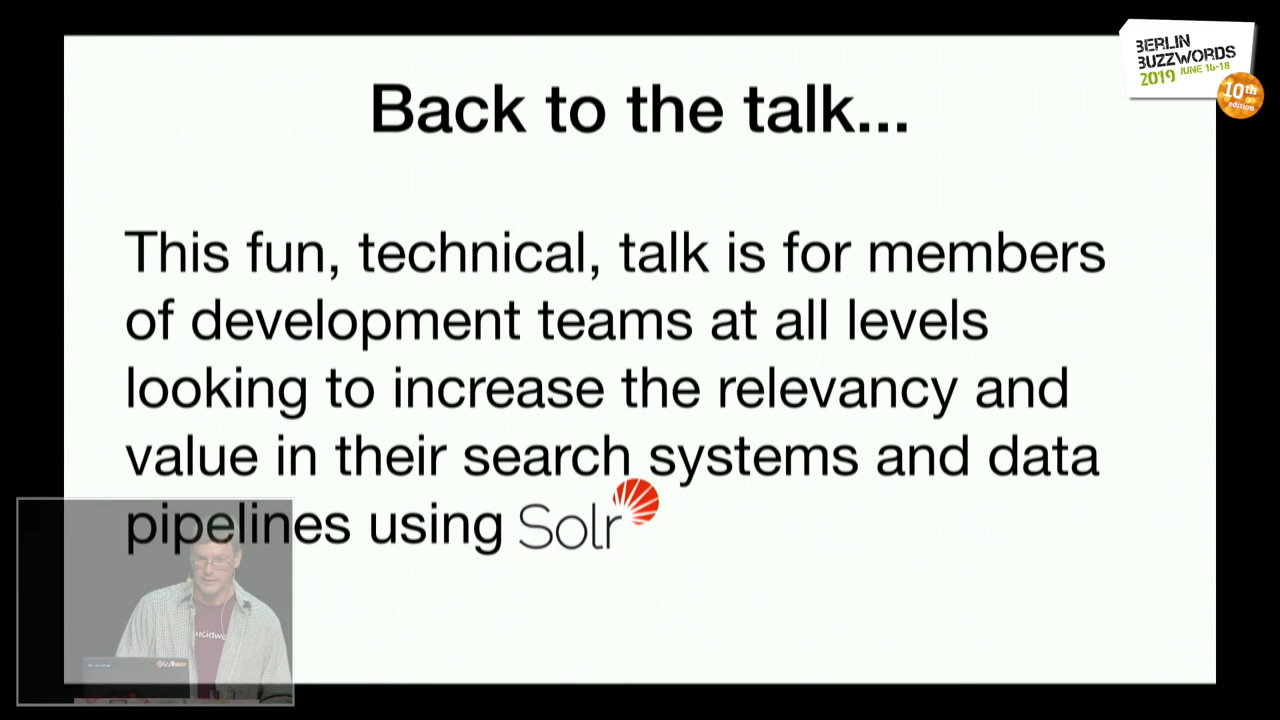 BERLIN
BUZZWORDS
2019 JUNE 16-18
10th
edition
Back to the talk...
This fun, technical, talk is for members
of development teams at all levels
looking to increase the relevancy and
value in their search systems and data
pipelines using Solr